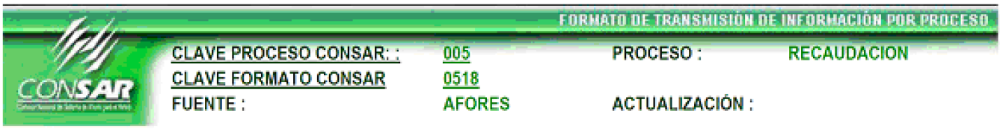 FORMATO DE TRANSMISIÓN DE INFORMACIÓN POR PROCESO
CLAVE PROCESO CONSAR: : 005 PROCESO : RECAUDACION
CLAVE FORMATO CONSAR 0518
FUENTE : AFORES ACTUALIZACIÓN :
CONSAR